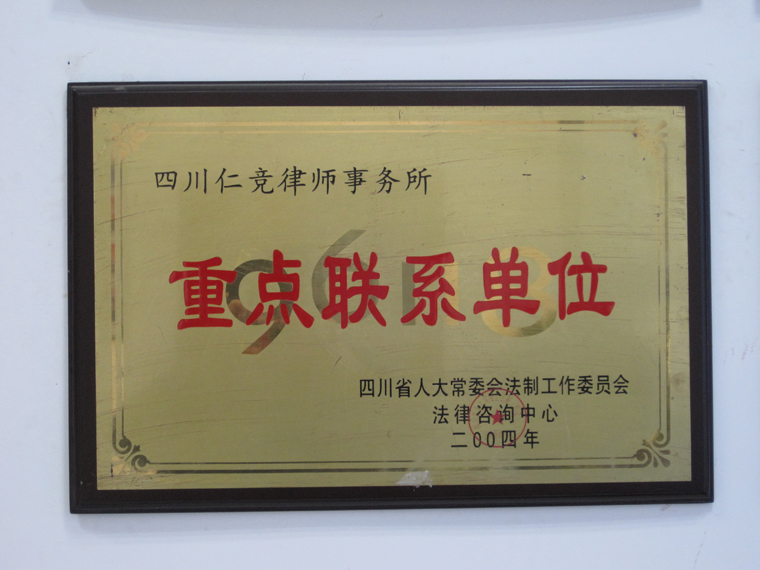 四川仁竞律师事务所
重点联系单位
四川省人大常委会法制工作委员会
法律咨询中心
二00四年